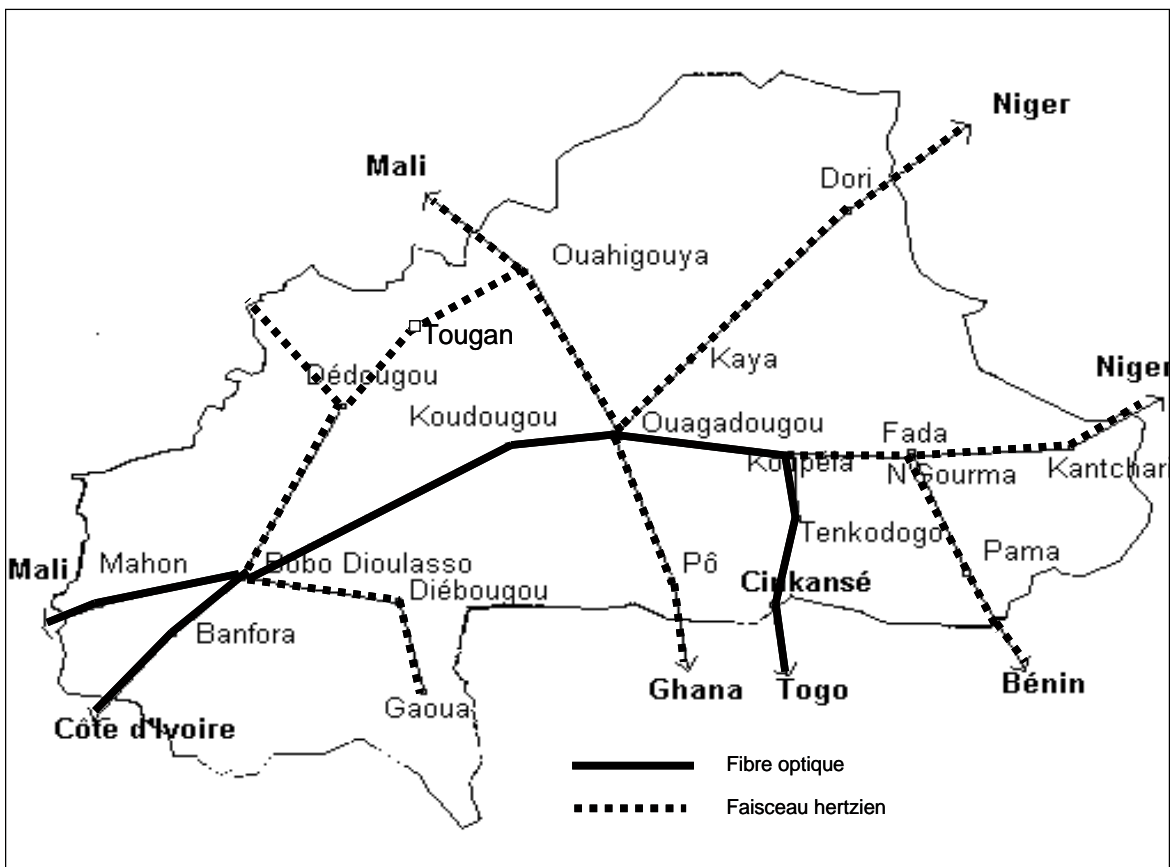 Niger
Mali
Dori
Ouahigouya
Tougan
Kaya
Niger
Dédougou
Koudougou
Ouagadougou
Fada
N'Gourma
Koupéla
Kantchari
Tenkodogo
Mahon
Bobo Dioulasso
Pama
Mali
Pô
Cinkansé
Diébougou
Banfora
Ghana
Togo
Bénin
Gaoua
Côte d'Ivoire
Fibre optique
Faisceau hertzien